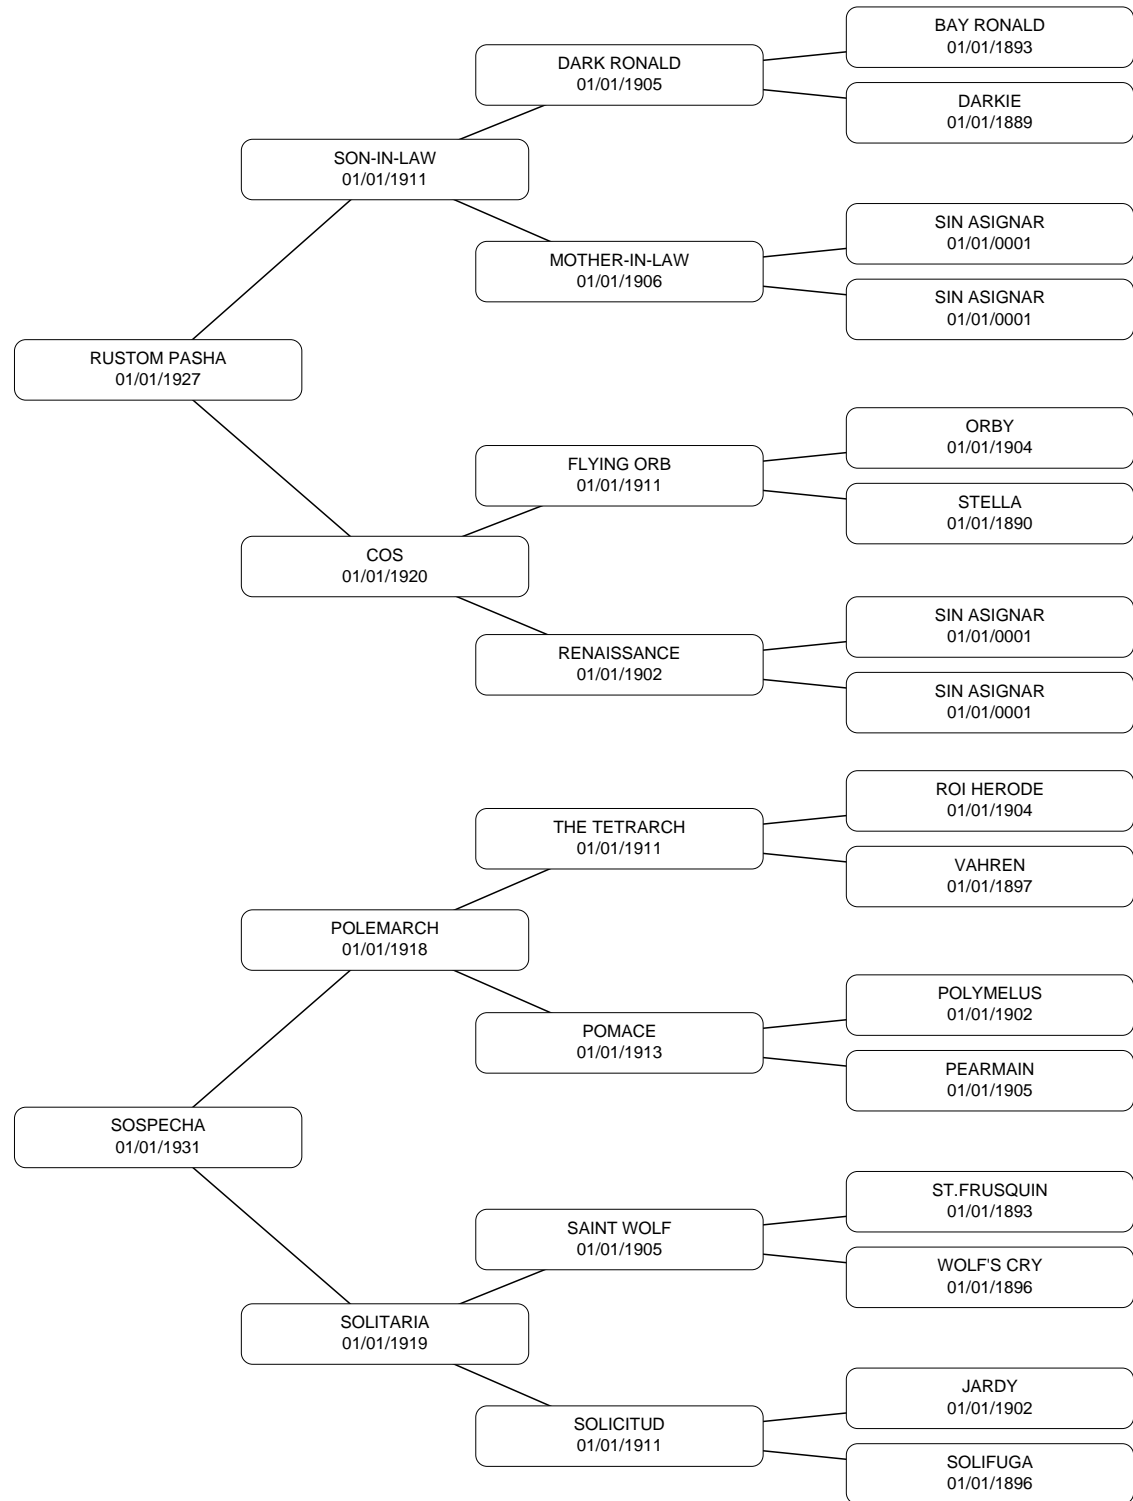 BAY RONALD
01/01/1893
DARK RONALD
01/01/1905
DARKIE
01/01/1889
SON-IN-LAW
01/01/1911
SIN ASIGNAR
01/01/0001
MOTHER-IN-LAW
01/01/1906
SIN ASIGNAR
01/01/0001
RUSTOM PASHA
01/01/1927
ORBY
01/01/1904
FLYING ORB
01/01/1911
STELLA
01/01/1890
COS
01/01/1920
SIN ASIGNAR
01/01/0001
RENAISSANCE
01/01/1902
SIN ASIGNAR
01/01/0001
ROI HERODE
01/01/1904
THE TETRARCH
01/01/1911
VAHREN
01/01/1897
POLEMARCH
01/01/1918
POLYMELUS
01/01/1902
POMACE
01/01/1913
PEARMAIN
01/01/1905
SOSPECHA
01/01/1931
ST.FRUSQUIN
01/01/1893
SAINT WOLF
01/01/1905
WOLF'S CRY
01/01/1896
SOLITARIA
01/01/1919
JARDY
01/01/1902
SOLICITUD
01/01/1911
SOLIFUGA
01/01/1896